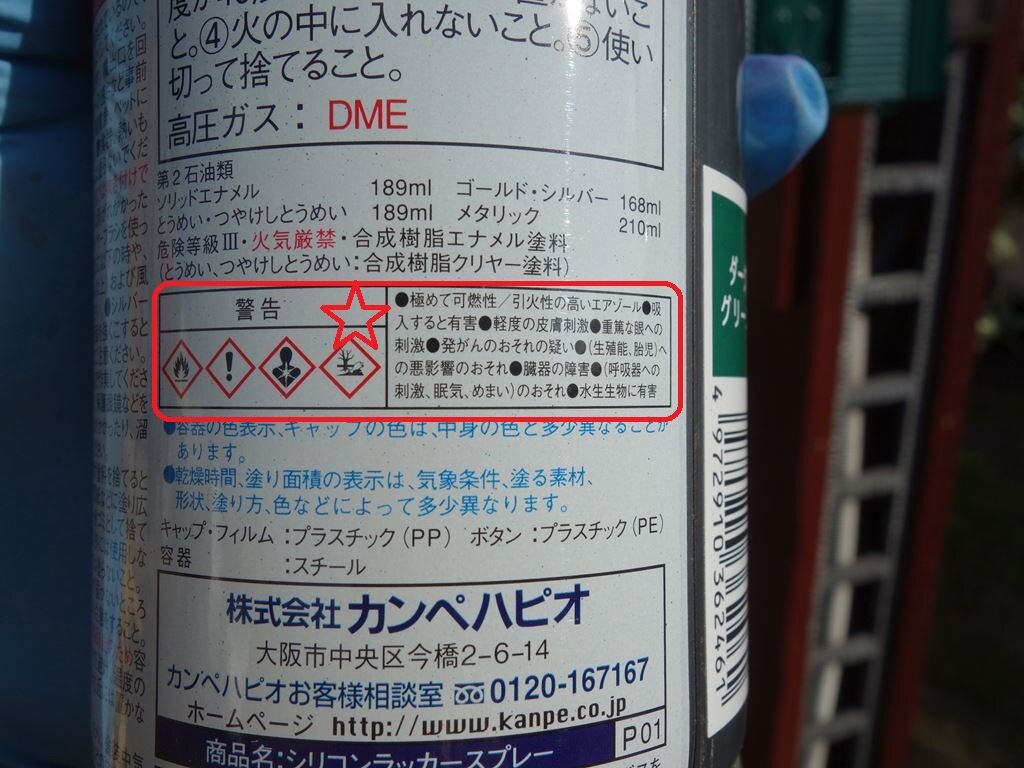 と。④火の中に入れないこと。⑤使い
切って捨てること。
高圧ガス：DME
第2石油類
ソリッドエナメル 189ml ゴールド・シルバー 168ml
とうめい・つやけしとうめい 189ml メタリック 210ml
危険等級Ⅲ・火気厳禁・合成樹脂エナメル塗料
(とうめい、つやけしとうめい:合成樹脂クリヤー塗料)
警告
●極めて可燃性／引火性の高いエアゾール●吸
入すると有害●軽度の皮膚刺激●重篤な眼への
刺激●発がんのおそれの疑い●(生殖能、胎児)へ
の悪影響のおそれ●臓器の障害●(呼吸器への
刺激、眠気、めまい)のおそれ●水生生物に有害
●容器の色表示、キャップの色は、中身の色と多少異なることが
あります。
●乾燥時間、塗り面積の表示は、気象条件、塗る素材、
形状、塗り方、色などによって多少異なります。
キャップ・フィルム：プラスチック(PP) ボタン：プラスチック(PE)
容器：スチール
株式会社 カンペハピオ
大阪市中央区今橋2-6-14
カンペハピオお客様相談室 0120-167167
ホームページ http://www.kanpe.co.jp
商品名:シリコンラッカースプレー
P01
ダー
グリー
4 972910 362461